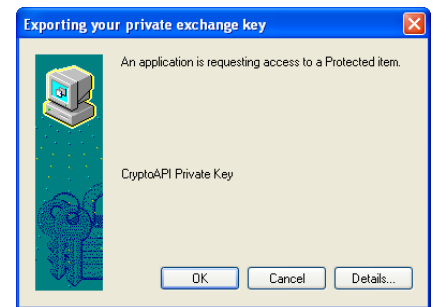 Exporting your private exchange key
An application is requesting access to a Protected item.
CryptoAPI Private Key
OK Cancel Details...